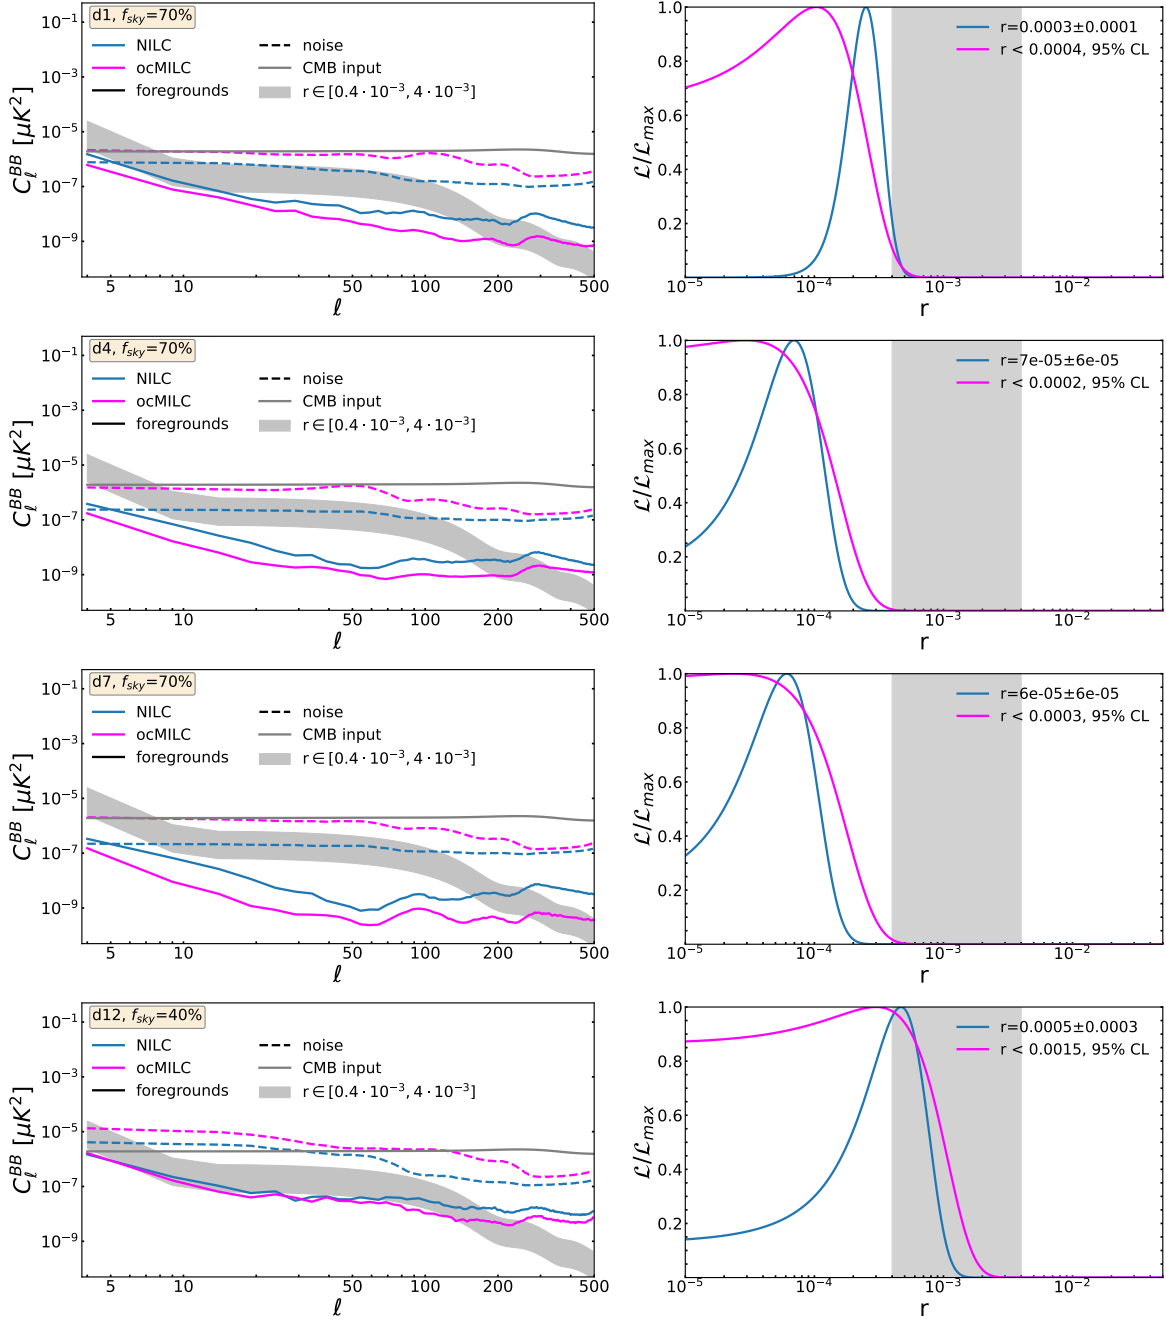 d1, f_sky=70%
NILC
ocMILC
foregrounds
noise
CMB input
r ∈ [0.4 · 10⁻³, 4 · 10⁻³]
C_ℓ^BB [μK²]
10⁻¹
10⁻³
10⁻⁵
10⁻⁷
10⁻⁹
5 10 50 100 200 500
ℓ
r=0.0003±0.0001
r < 0.0004, 95% CL
ℒ/ℒ_max
1.0
0.8
0.6
0.4
0.2
10⁻⁵ 10⁻⁴ 10⁻³ 10⁻²
r
d4, f_sky=70%
NILC
ocMILC
foregrounds
noise
CMB input
r ∈ [0.4 · 10⁻³, 4 · 10⁻³]
C_ℓ^BB [μK²]
10⁻¹
10⁻³
10⁻⁵
10⁻⁷
10⁻⁹
5 10 50 100 200 500
ℓ
r=7e-05±6e-05
r < 0.0002, 95% CL
ℒ/ℒ_max
1.0
0.8
0.6
0.4
0.2
10⁻⁵ 10⁻⁴ 10⁻³ 10⁻²
r
d7, f_sky=70%
NILC
ocMILC
foregrounds
noise
CMB input
r ∈ [0.4 · 10⁻³, 4 · 10⁻³]
C_ℓ^BB [μK²]
10⁻¹
10⁻³
10⁻⁵
10⁻⁷
10⁻⁹
5 10 50 100 200 500
ℓ
r=6e-05±6e-05
r < 0.0003, 95% CL
ℒ/ℒ_max
1.0
0.8
0.6
0.4
0.2
10⁻⁵ 10⁻⁴ 10⁻³ 10⁻²
r
d12, f_sky=40%
NILC
ocMILC
foregrounds
noise
CMB input
r ∈ [0.4 · 10⁻³, 4 · 10⁻³]
C_ℓ^BB [μK²]
10⁻¹
10⁻³
10⁻⁵
10⁻⁷
10⁻⁹
5 10 50 100 200 500
ℓ
r=0.0005±0.0003
r < 0.0015, 95% CL
ℒ/ℒ_max
1.0
0.8
0.6
0.4
0.2
10⁻⁵ 10⁻⁴ 10⁻³ 10⁻²
r